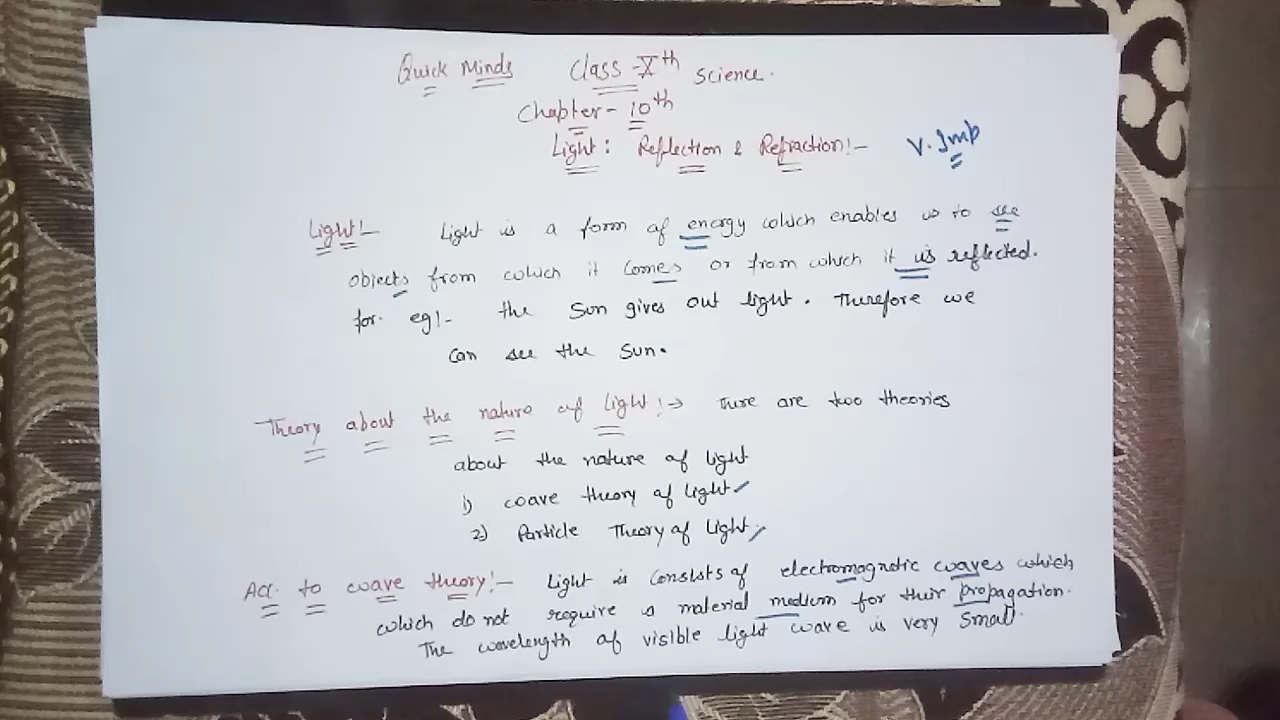 Quick Minds Class-Xth Science.
Chapter- 10th
Light: Reflection & Refraction!- V. Imp
Light!- Light is a form of energy which enables us to see
objects from which it comes or from which it is reflected.
for eg!- the Sun gives out light. Therefore we
can see the sun.
Theory about the nature of light!→ There are two theories
about the nature of light
1) wave theory of light
2) Particle Theory of light
Acc. to wave theory!- Light is consists of electromagnetic waves which
which do not require a material medium for their propagation.
The wavelength of visible light wave is very small.